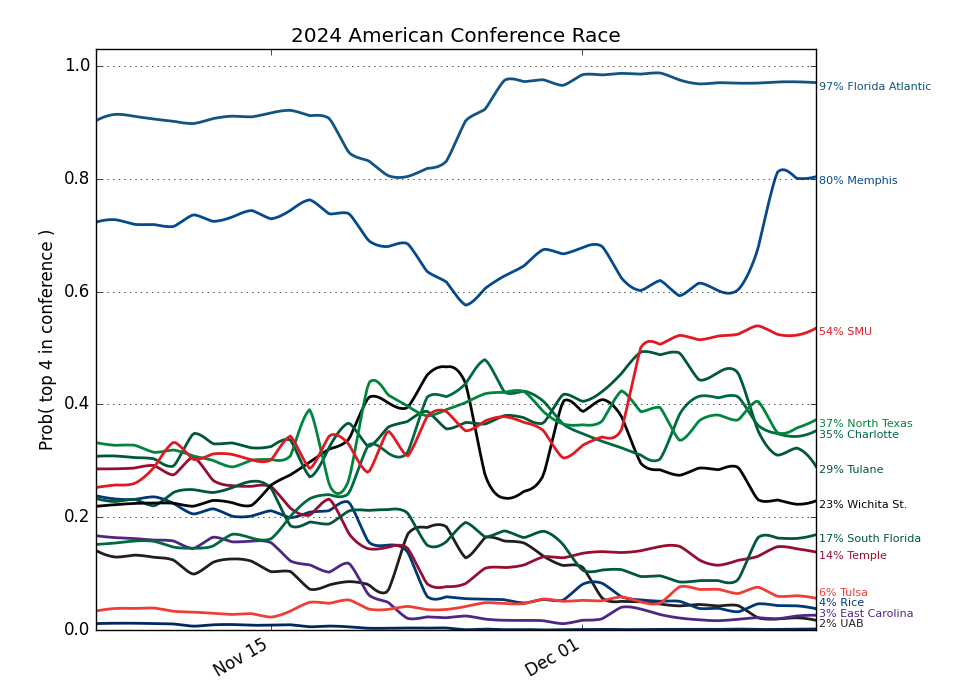 2024 American Conference Race
1.0
0.8
0.6
0.4
0.2
0.0
Prob( top 4 in conference )
Nov 15
Dec 01
97% Florida Atlantic
80% Memphis
54% SMU
37% North Texas
35% Charlotte
29% Tulane
23% Wichita St.
17% South Florida
14% Temple
6% Tulsa
4% Rice
3% East Carolina
2% UAB